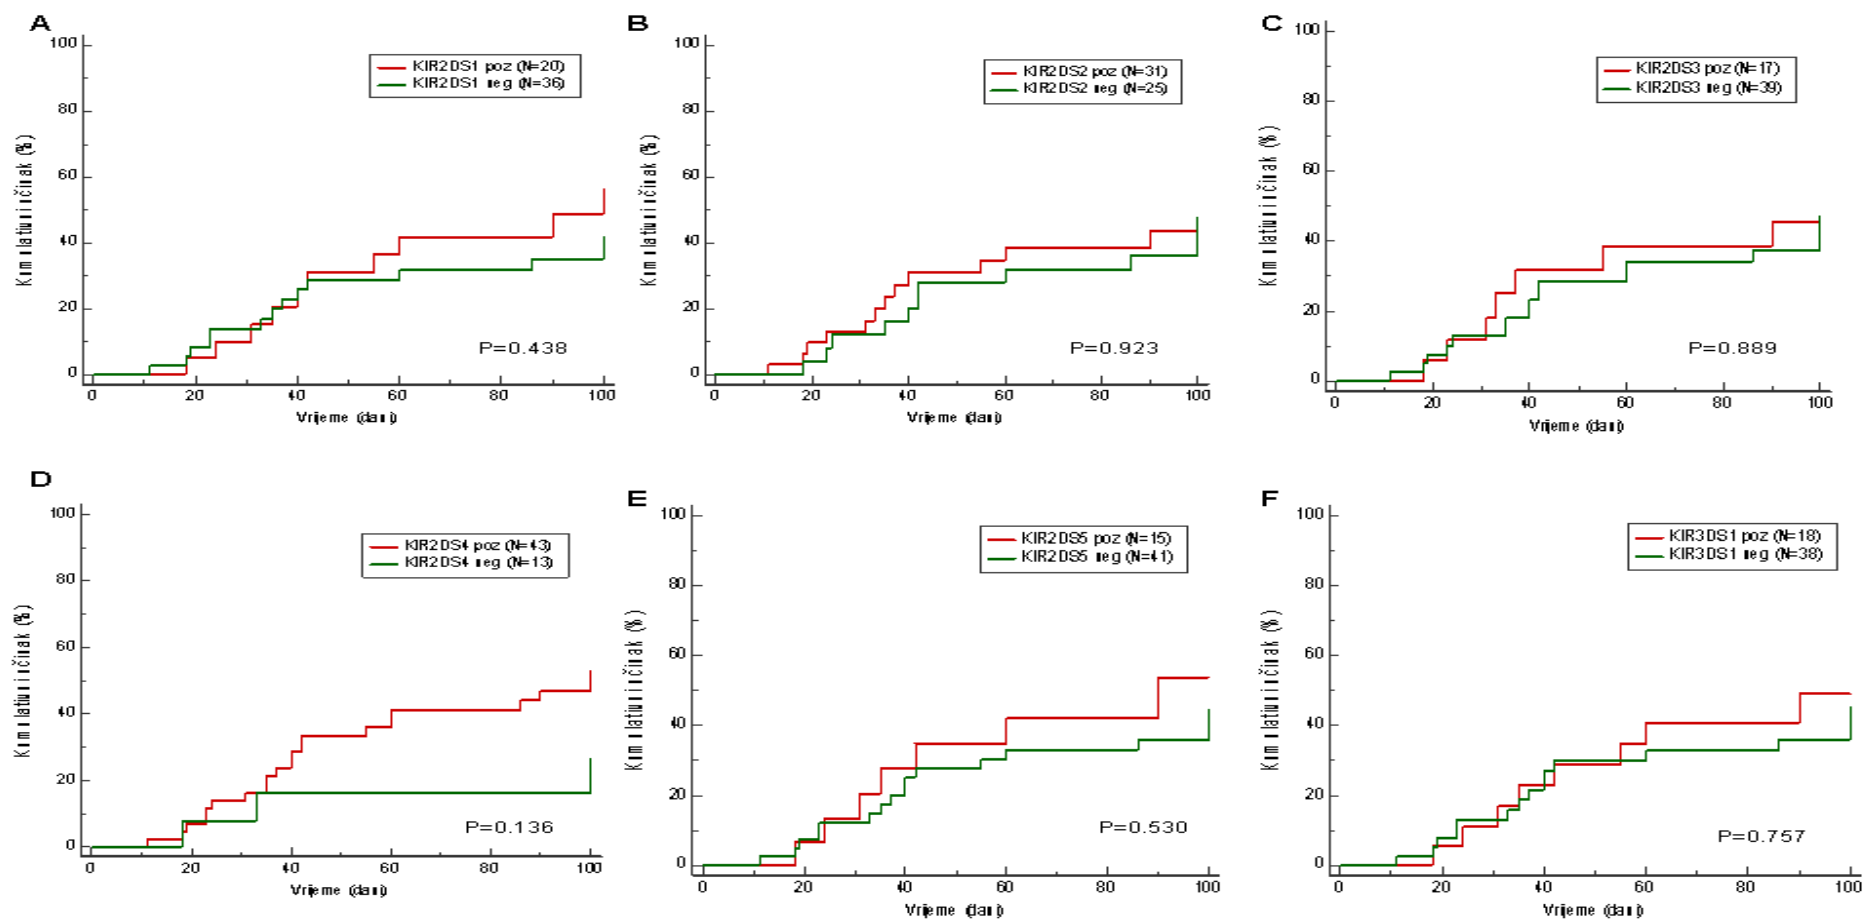 A
KIR2DS1 poz (N=20)
KIR2DS1 neg (N=36)
Kumulativni učinak (%)
100
80
60
40
20
0
P=0.438
0 20 40 60 80 100
Vrijeme (dani)
B
KIR2DS2 poz (N=31)
KIR2DS2 neg (N=25)
Kumulativni učinak (%)
100
80
60
40
20
0
P=0.923
0 20 40 60 80 100
Vrijeme (dani)
C
KIR2DS3 poz (N=17)
KIR2DS3 neg (N=39)
Kumulativni učinak (%)
100
80
60
40
20
0
P=0.889
0 20 40 60 80 100
Vrijeme (dani)
D
KIR2DS4 poz (N=43)
KIR2DS4 neg (N=13)
Kumulativni učinak (%)
100
80
60
40
20
0
P=0.136
0 20 40 60 80 100
Vrijeme (dani)
E
KIR2DS5 poz (N=15)
KIR2DS5 neg (N=41)
Kumulativni učinak (%)
100
80
60
40
20
0
P=0.530
0 20 40 60 80 100
Vrijeme (dani)
F
KIR3DS1 poz (N=18)
KIR3DS1 neg (N=38)
Kumulativni učinak (%)
100
80
60
40
20
0
P=0.757
0 20 40 60 80 100
Vrijeme (dani)